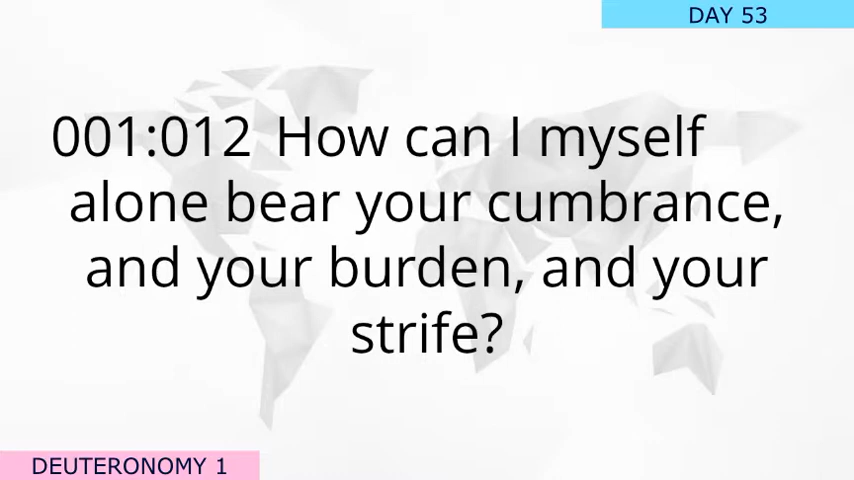 DAY 53
001:012 How can I myself
alone bear your cumbrance,
and your burden, and your
strife?
DEUTERONOMY 1